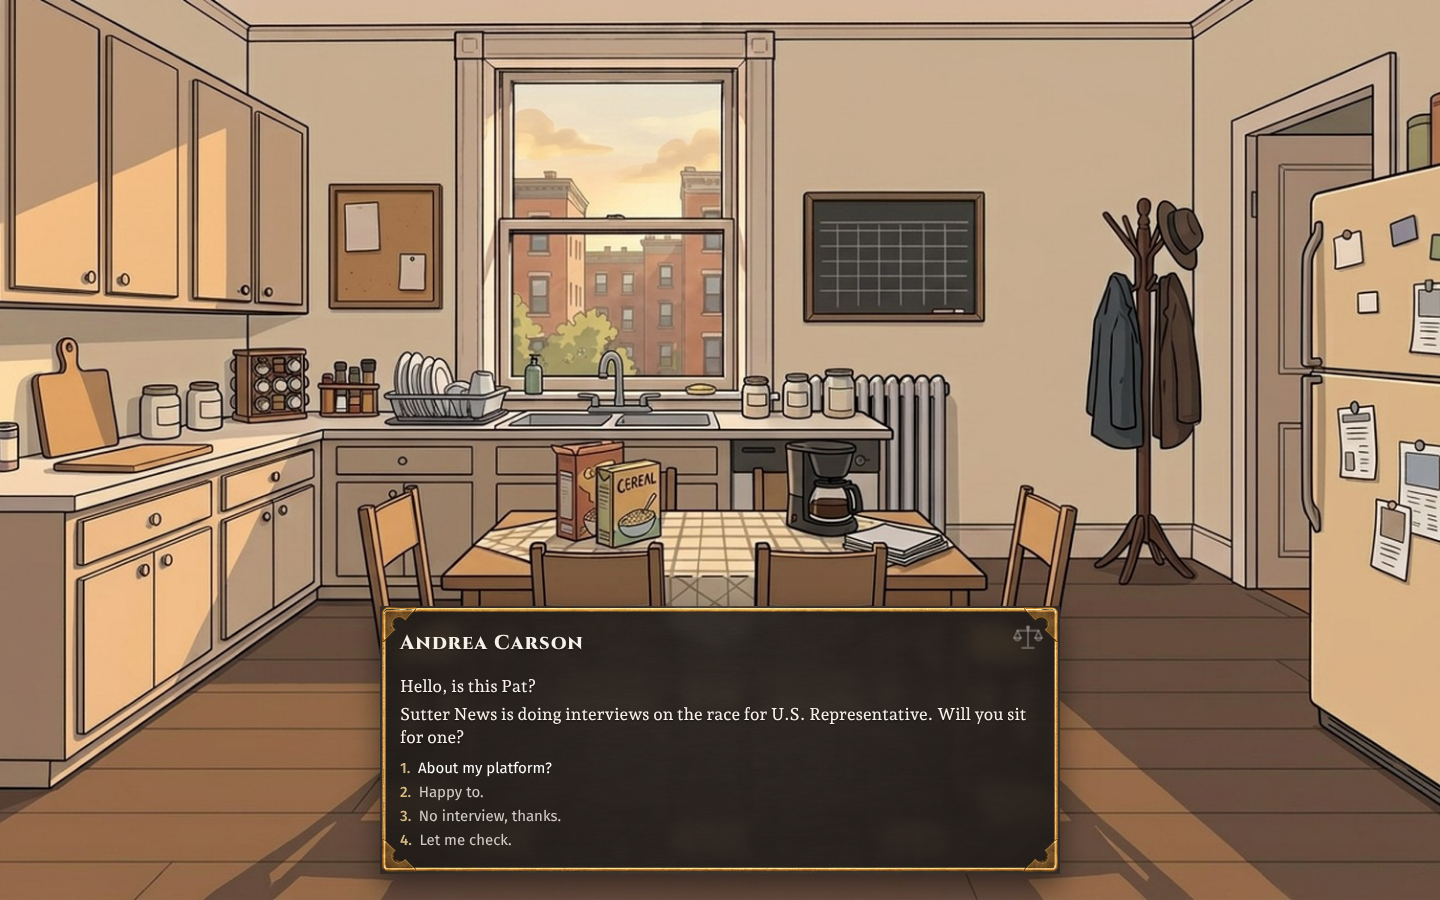 CEREAL
ANDREA CARSON
Hello, is this Pat?
Sutter News is doing interviews on the race for U.S. Representative. Will you sit
for one?
1. About my platform?
2. Happy to.
3. No interview, thanks.
4. Let me check.